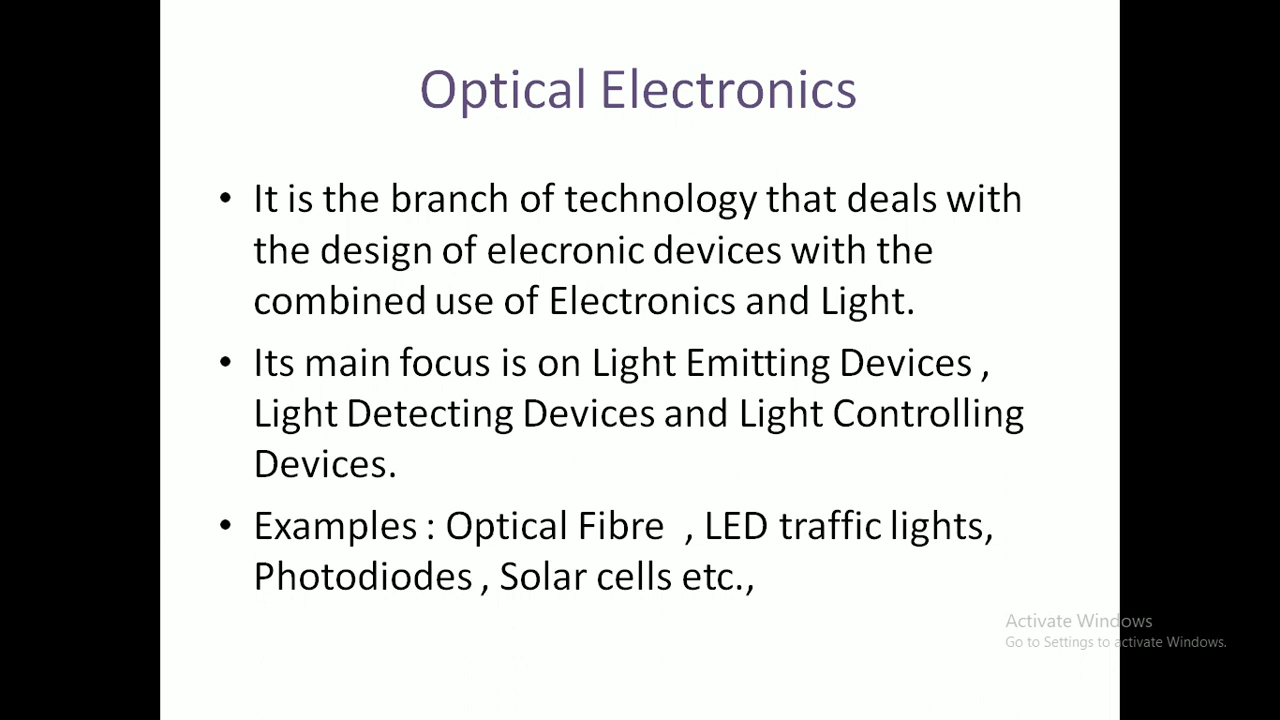 Optical Electronics
• It is the branch of technology that deals with
the design of elecronic devices with the
combined use of Electronics and Light.
• Its main focus is on Light Emitting Devices ,
Light Detecting Devices and Light Controlling
Devices.
• Examples : Optical Fibre , LED traffic lights,
Photodiodes , Solar cells etc.,
Activate Windows
Go to Settings to activate Windows.